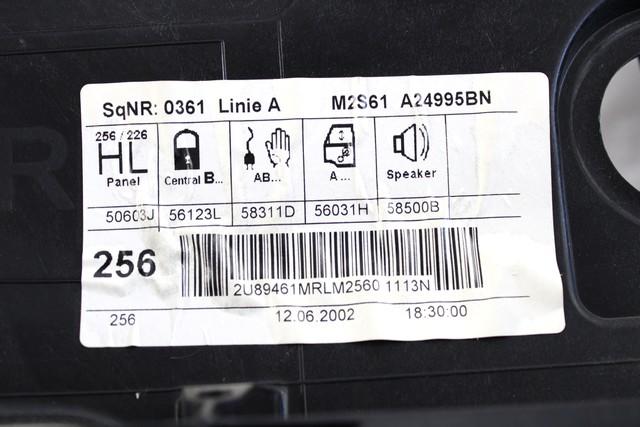 SqNR: 0361 Linie A M2S61 A24995BN
256 / 226
HL
Panel Central B... AB... A ... Speaker
50603J 56123L 58311D 56031H 58500B
256
2U89461MRLM2560 1113N
256 12.06.2002 18:30:00